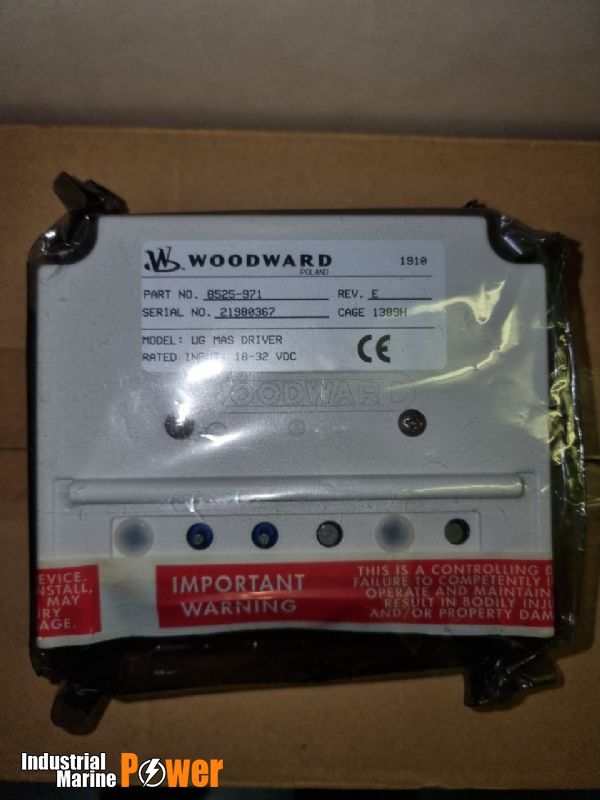 WOODWARD
POLAND
1910
PART NO. 8525-971 REV. E
SERIAL NO. 21980367 CAGE 1389H
MODEL: UG MAS DRIVER
RATED INPUT: 18-32 VDC
CE
WOODWARD
EVICE.
NSTALL,
MAY
URY
AGE.
IMPORTANT
WARNING
THIS IS A CONTROLLING D
FAILURE TO COMPETENTLY
OPERATE AND MAINTAIN
RESULT IN BODILY INJU
AND/OR PROPERTY DAM
Industrial
Marine Power